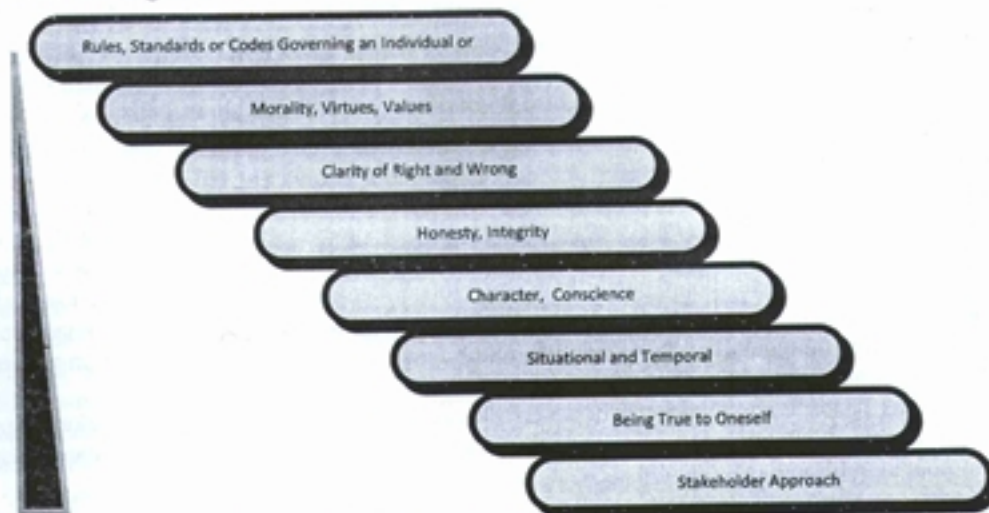 Rules, Standards or Codes Governing an Individual or
Morality, Virtues, Values
Clarity of Right and Wrong
Honesty, Integrity
Character, Conscience
Situational and Temporal
Being True to Oneself
Stakeholder Approach